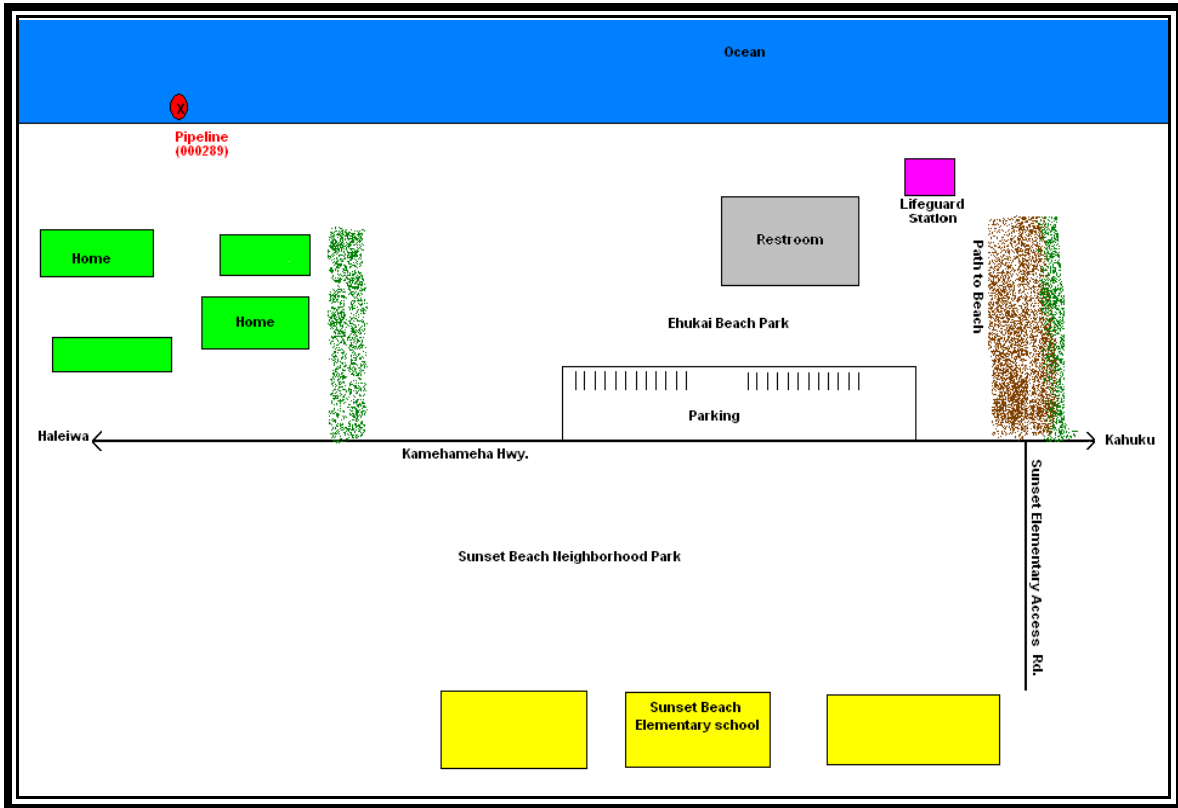 Ocean
X
Pipeline
(000289)
Lifeguard
Station
Restroom
Path to Beach
Home
Home
Ehukai Beach Park
Parking
Haleiwa
Kahuku
Kamehameha Hwy.
Sunset Elementary Access Rd.
Sunset Beach Neighborhood Park
Sunset Beach
Elementary school